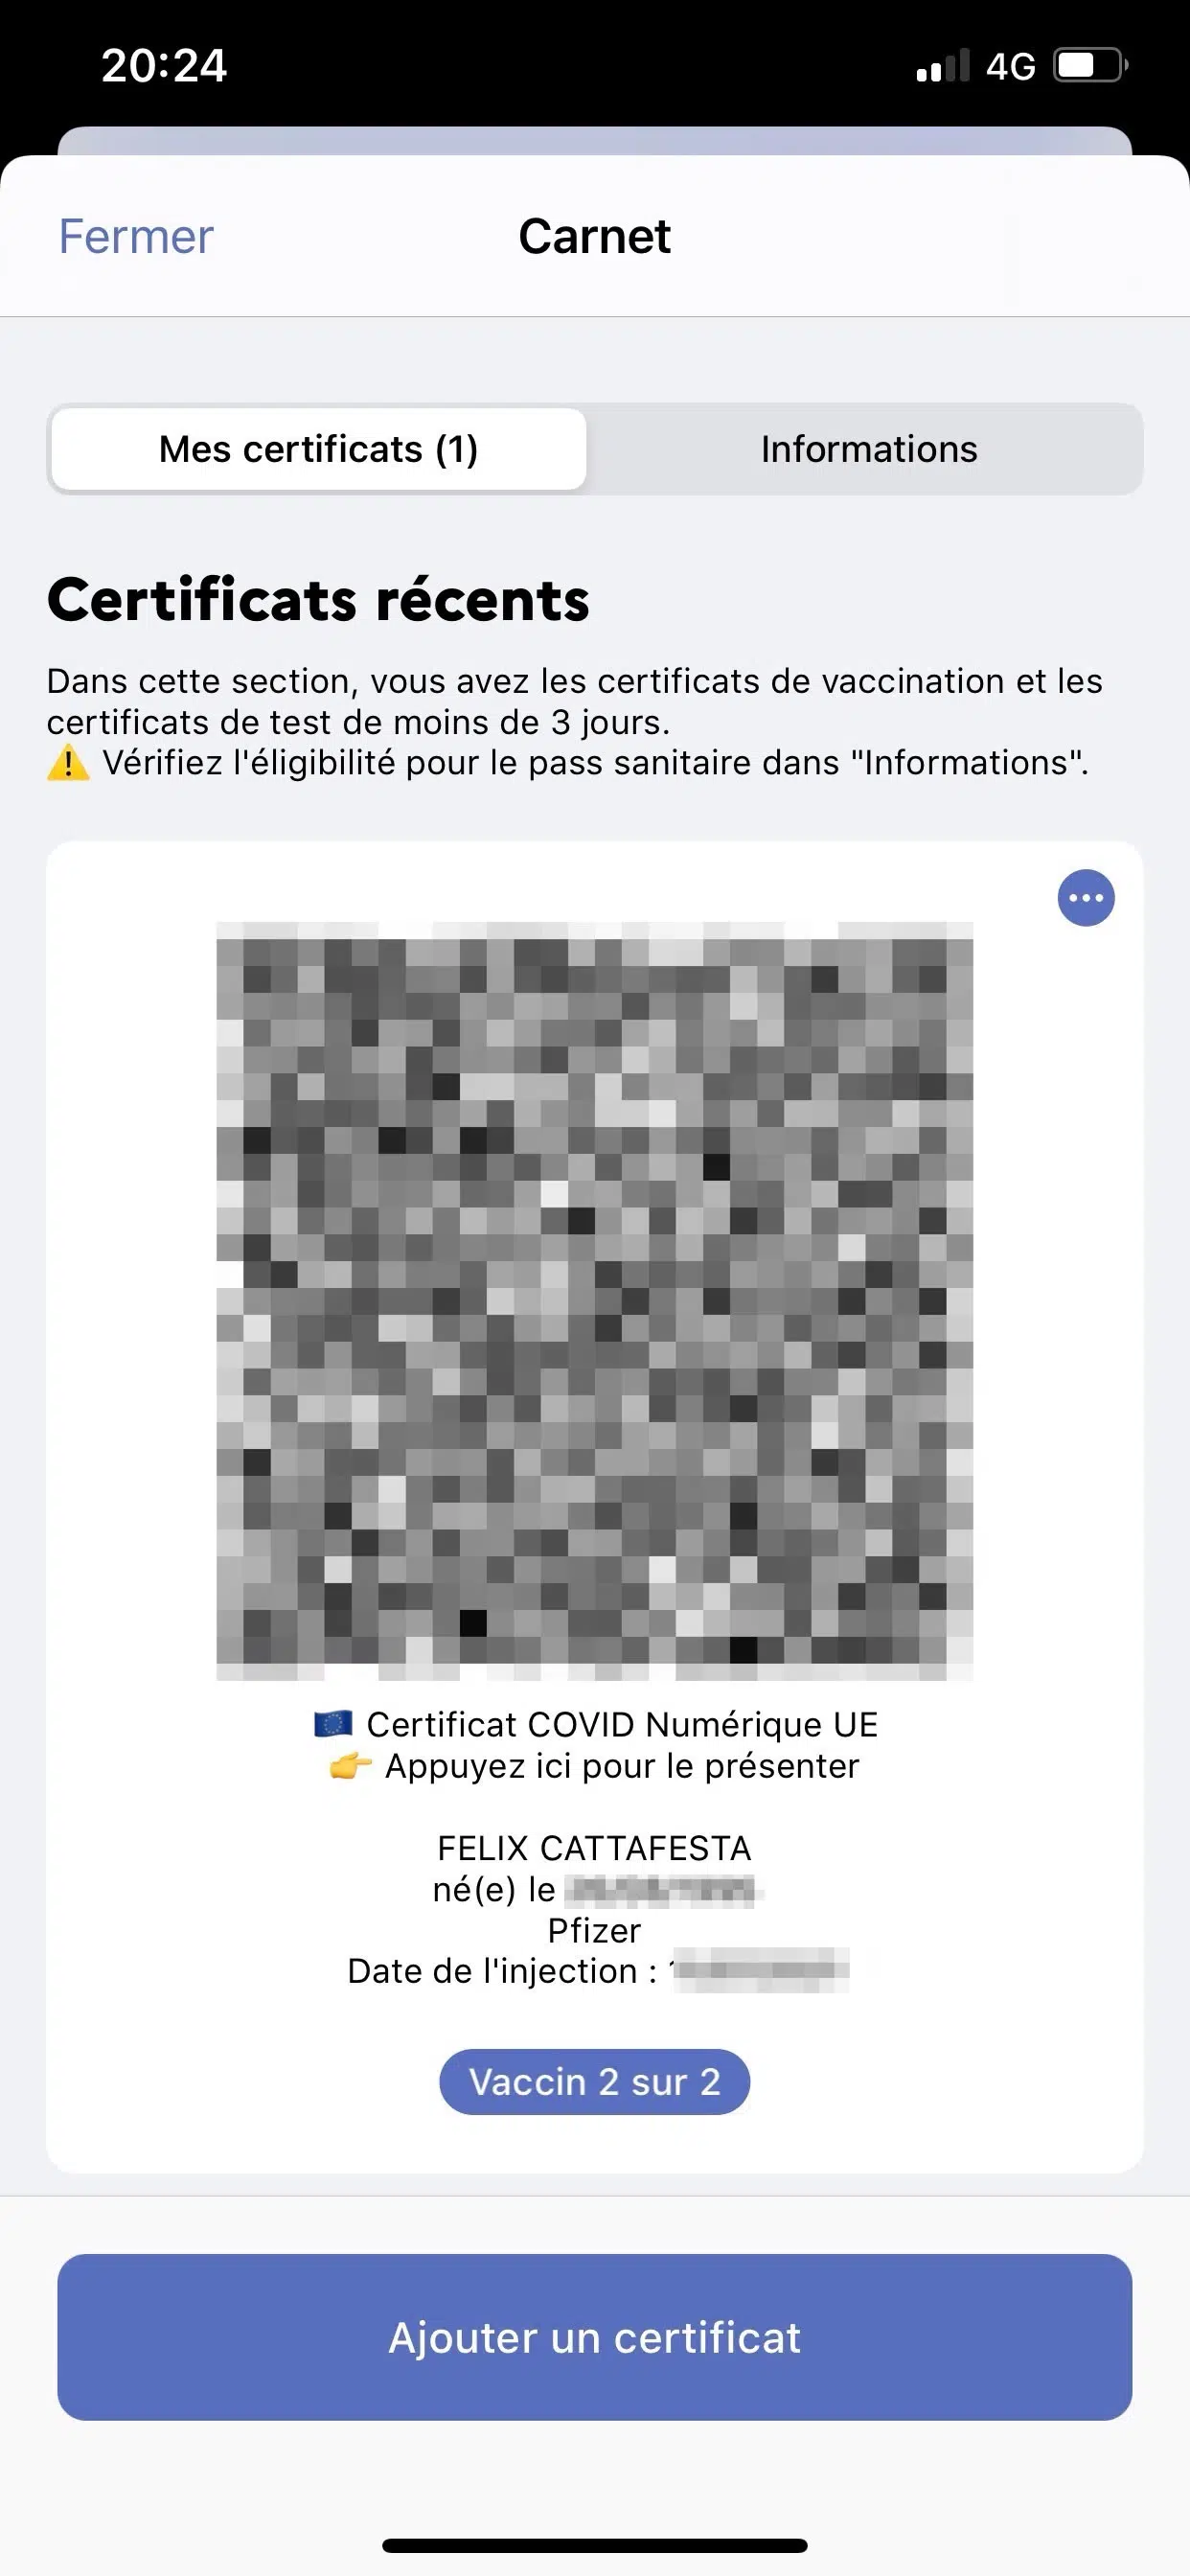 20:24
4G
Fermer
Carnet
Mes certificats (1)
Informations
Certificats récents
Dans cette section, vous avez les certificats de vaccination et les
certificats de test de moins de 3 jours.
⚠️ Vérifiez l'éligibilité pour le pass sanitaire dans "Informations".
🇪🇺 Certificat COVID Numérique UE
👉 Appuyez ici pour le présenter
FELIX CATTAFESTA
né(e) le
Pfizer
Date de l'injection :
Vaccin 2 sur 2
Ajouter un certificat